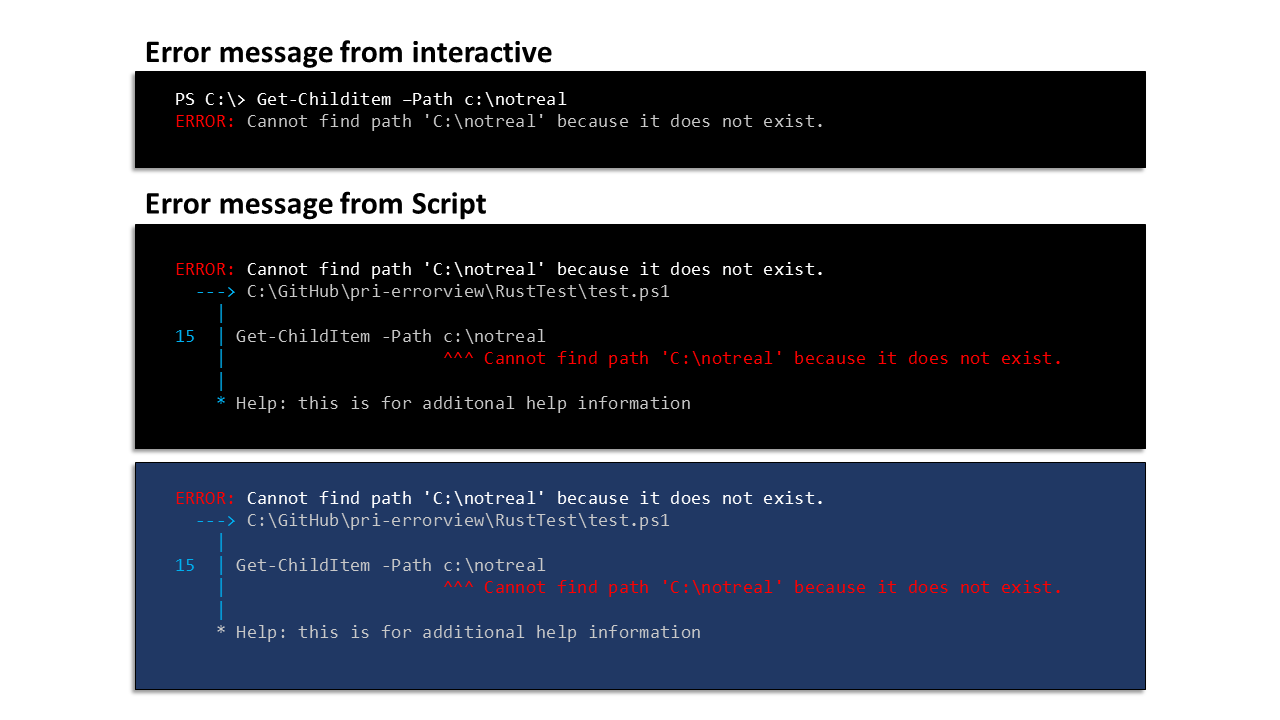 Error message from interactive
PS C:\> Get-Childitem –Path c:\notreal
ERROR: Cannot find path 'C:\notreal' because it does not exist.
Error message from Script
ERROR: Cannot find path 'C:\notreal' because it does not exist.
---> C:\GitHub\pri-errorview\RustTest\test.ps1
|
15 | Get-ChildItem -Path c:\notreal
| ^^^ Cannot find path 'C:\notreal' because it does not exist.
|
* Help: this is for additonal help information
ERROR: Cannot find path 'C:\notreal' because it does not exist.
---> C:\GitHub\pri-errorview\RustTest\test.ps1
|
15 | Get-ChildItem -Path c:\notreal
| ^^^ Cannot find path 'C:\notreal' because it does not exist.
|
* Help: this is for additional help information